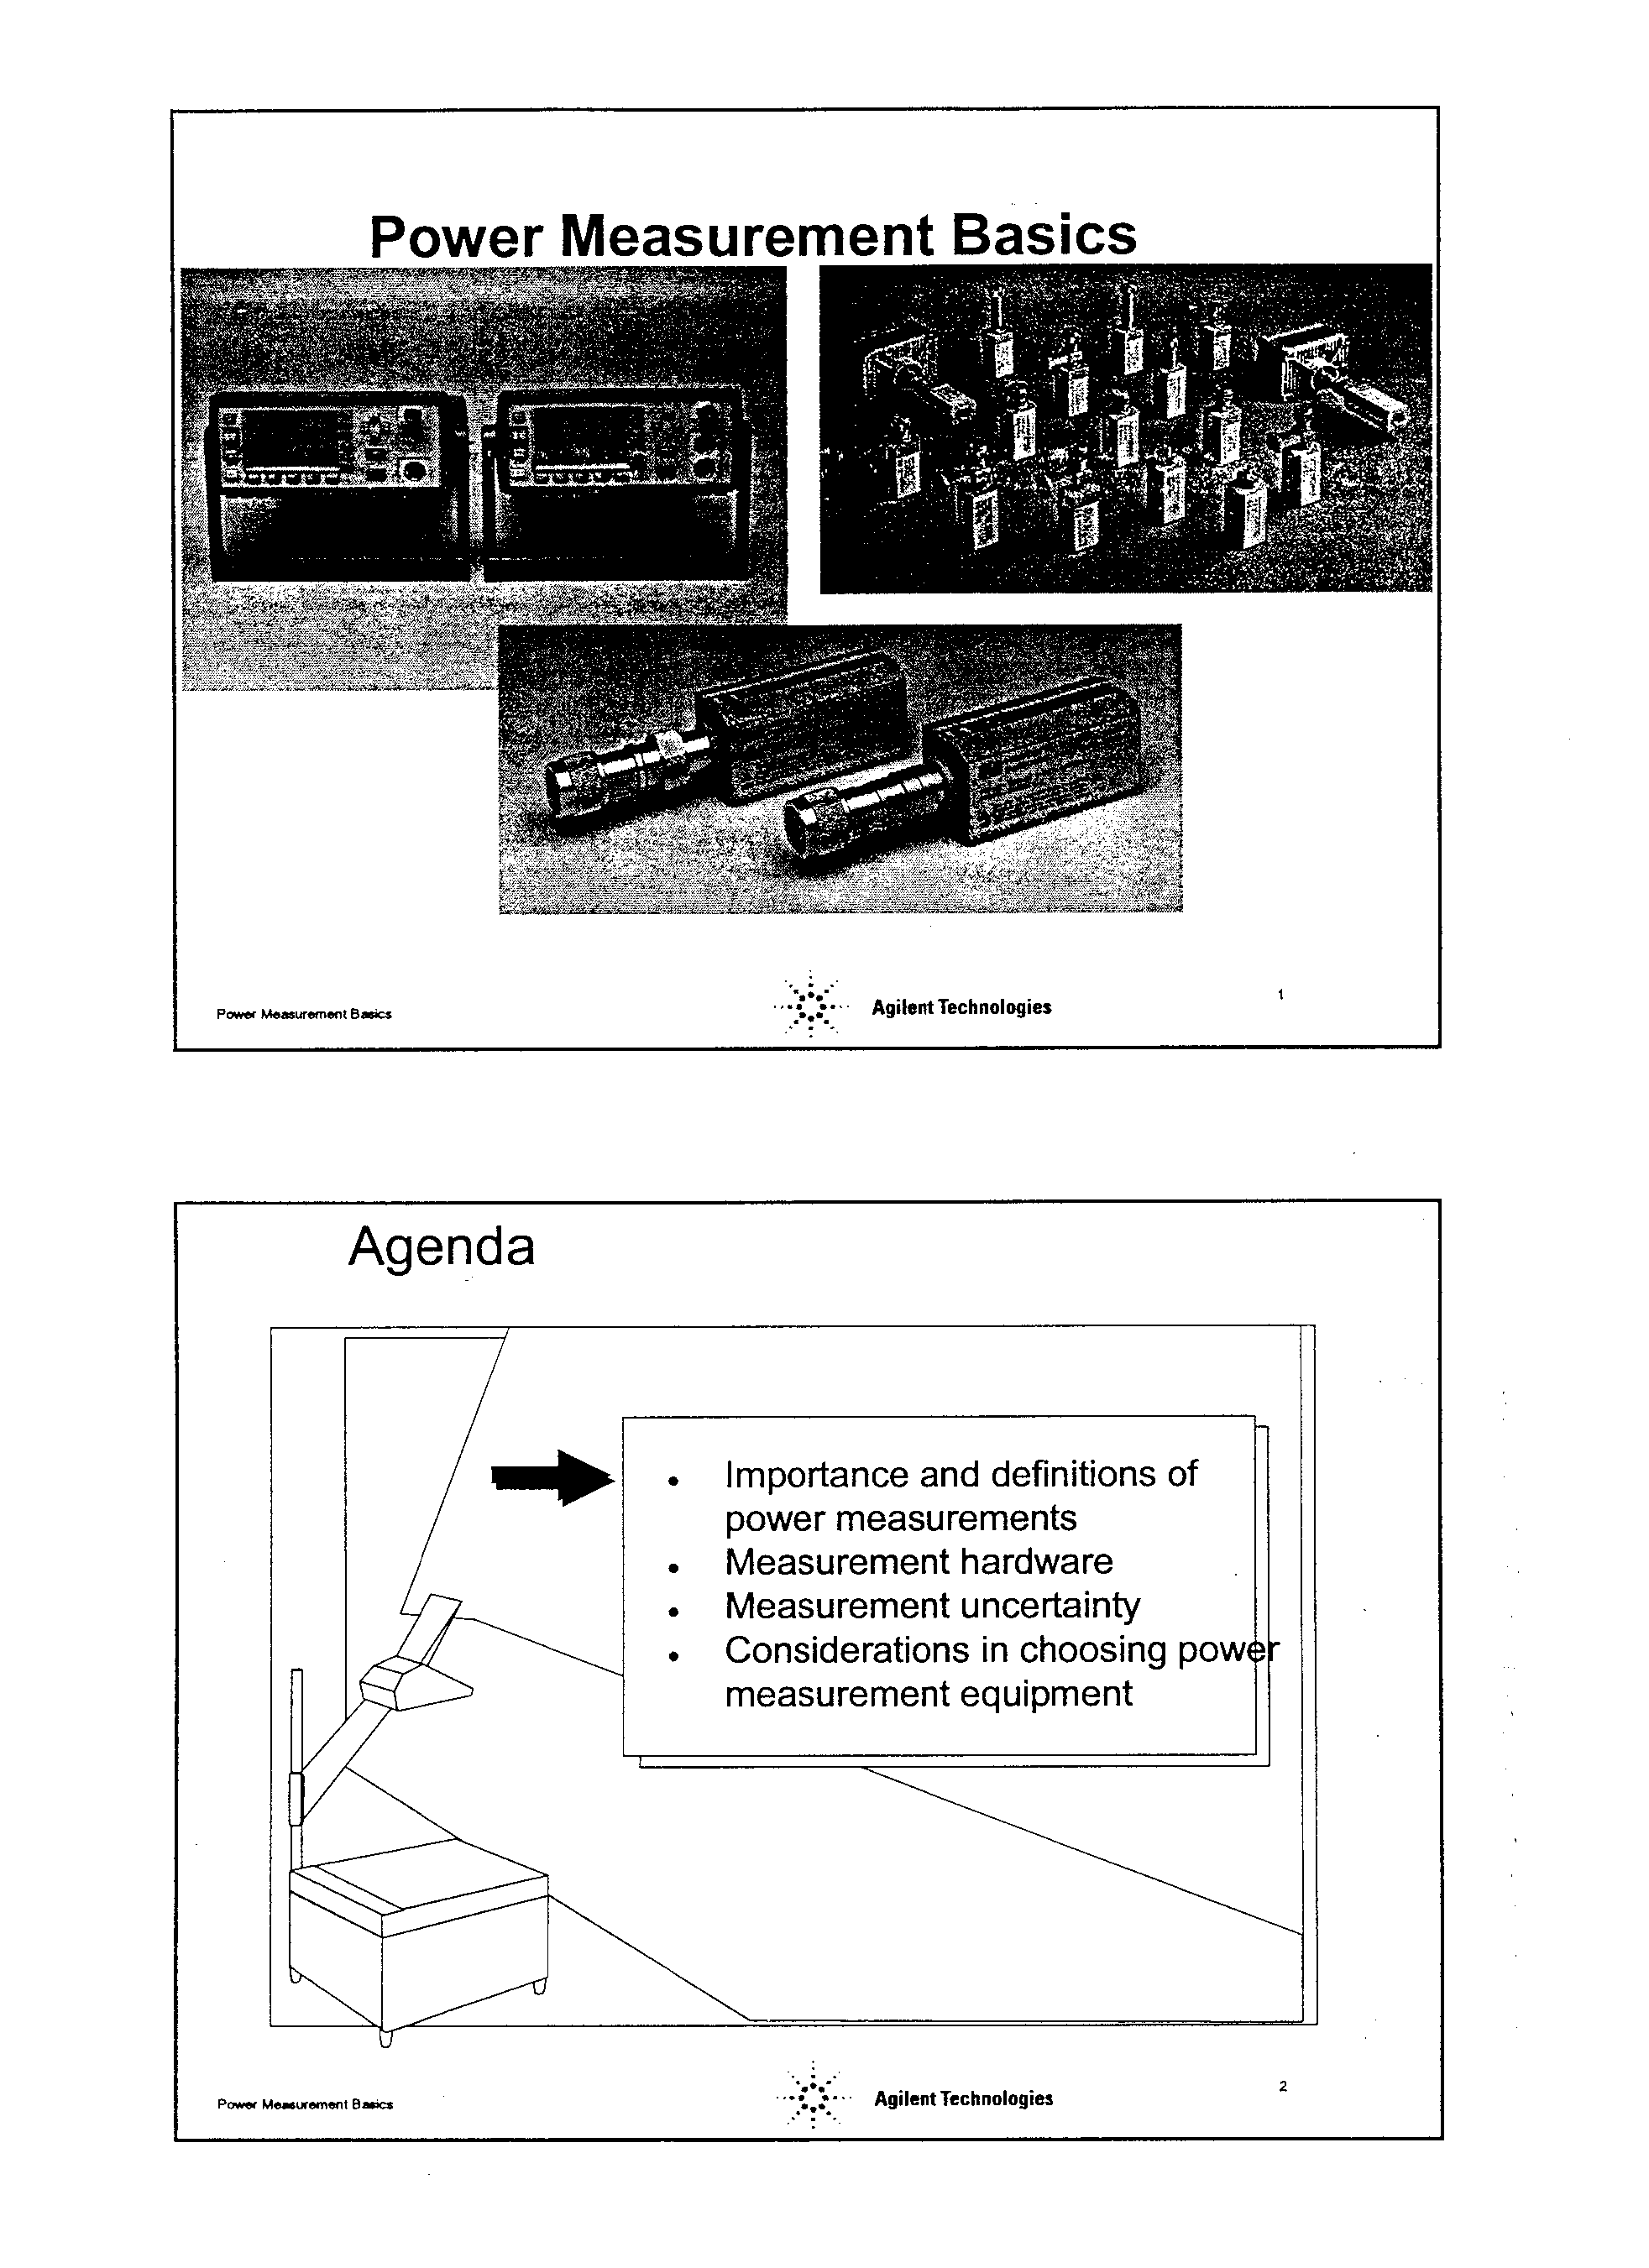 Power Measurement Basics
Power Measurement Basics
Agilent Technologies
1
Agenda
• Importance and definitions of
power measurements
• Measurement hardware
• Measurement uncertainty
• Considerations in choosing power
measurement equipment
Power Measurement Basics
Agilent Technologies
2